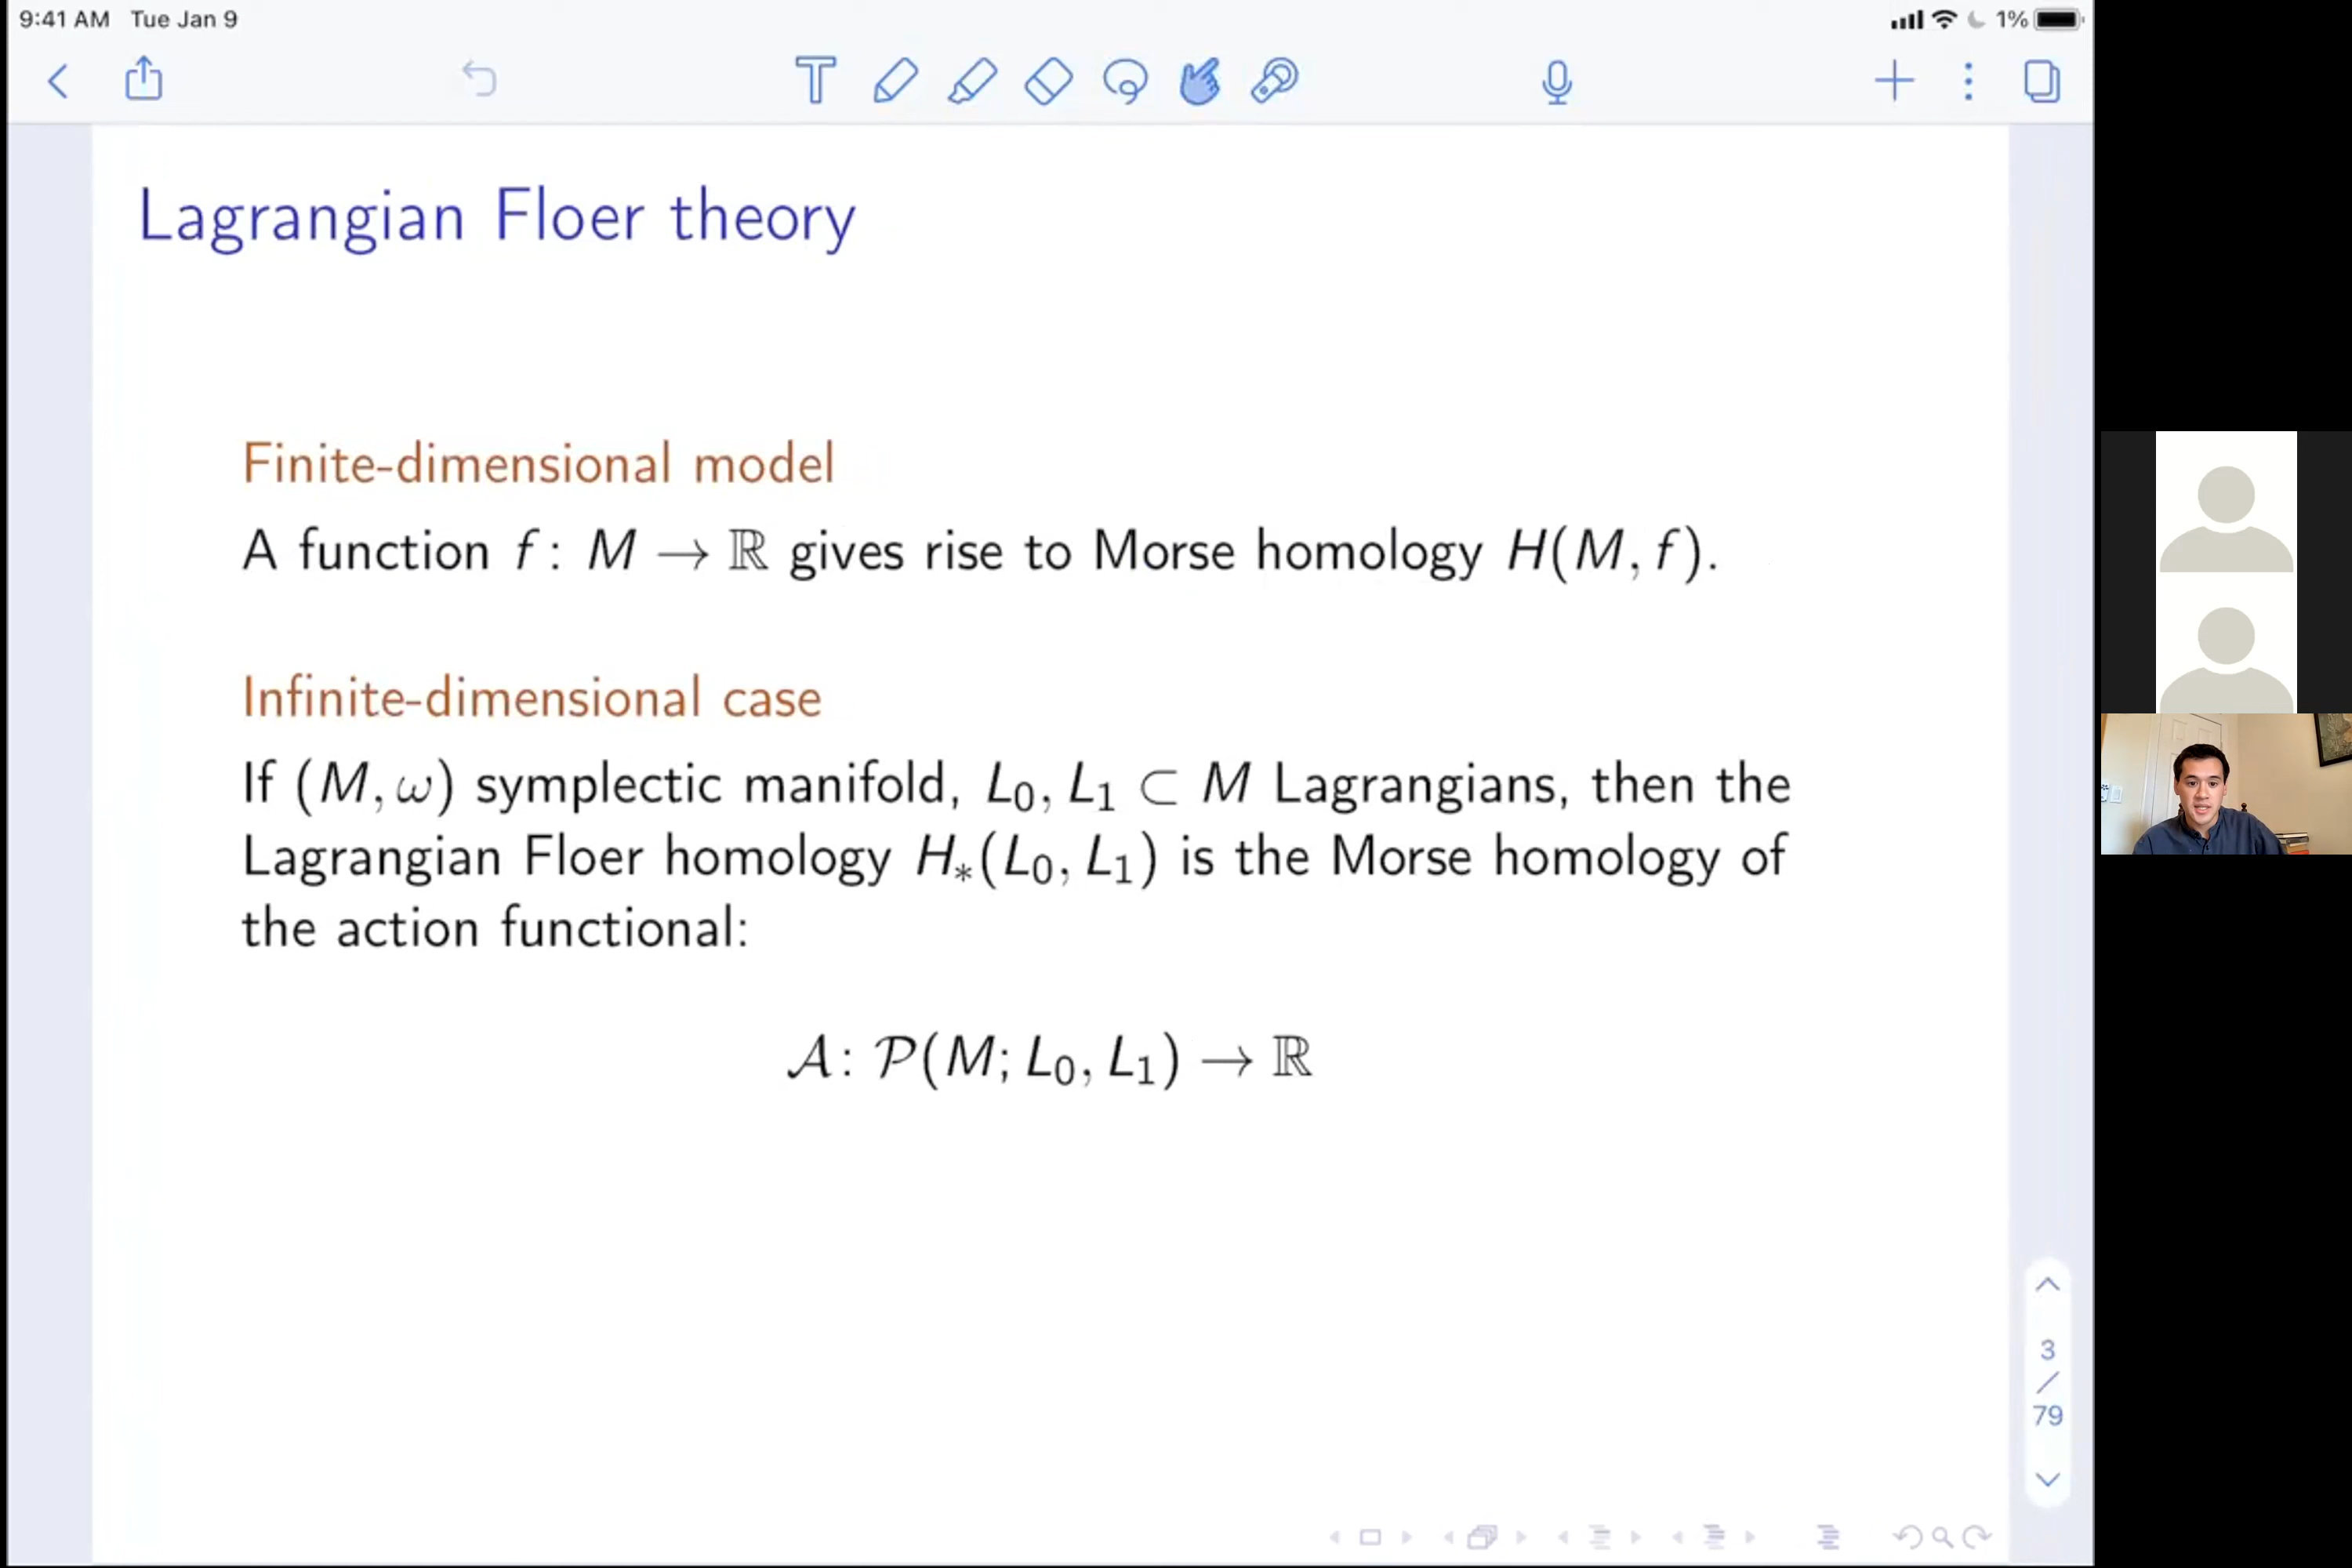 9:41 AM Tue Jan 9
1%
Lagrangian Floer theory
Finite-dimensional model
A function f : M → ℝ gives rise to Morse homology H(M, f).
Infinite-dimensional case
If (M, ω) symplectic manifold, L₀, L₁ ⊂ M Lagrangians, then the
Lagrangian Floer homology H∗(L₀, L₁) is the Morse homology of
the action functional:
𝒜: 𝒫(M; L₀, L₁) → ℝ
3
/
79